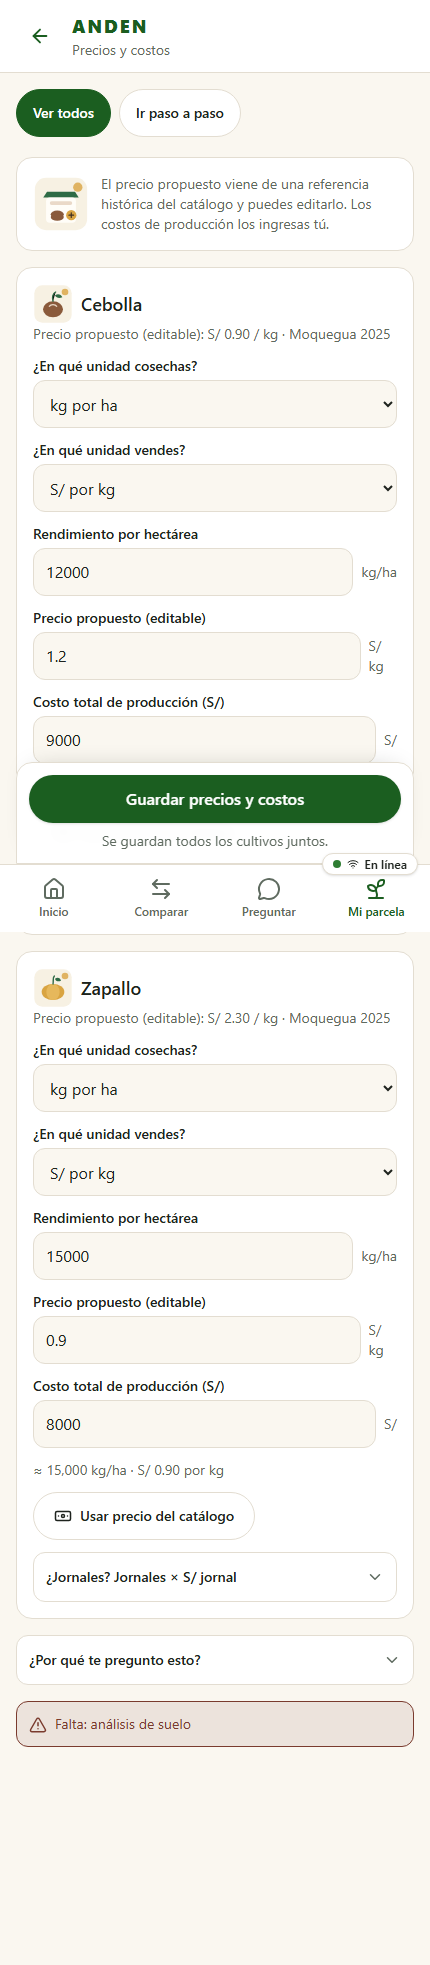 ANDEN
Precios y costos
Ver todos
Ir paso a paso
El precio propuesto viene de una referencia
histórica del catálogo y puedes editarlo. Los
costos de producción los ingresas tú.
Cebolla
Precio propuesto (editable): S/ 0.90 / kg · Moquegua 2025
¿En qué unidad cosechas?
kg por ha
¿En qué unidad vendes?
S/ por kg
Rendimiento por hectárea
12000 kg/ha
Precio propuesto (editable)
1.2 S/
kg
Costo total de producción (S/)
9000 S/
Guardar precios y costos
Se guardan todos los cultivos juntos.
En línea
Inicio
Comparar
Preguntar
Mi parcela
Zapallo
Precio propuesto (editable): S/ 2.30 / kg · Moquegua 2025
¿En qué unidad cosechas?
kg por ha
¿En qué unidad vendes?
S/ por kg
Rendimiento por hectárea
15000 kg/ha
Precio propuesto (editable)
0.9 S/
kg
Costo total de producción (S/)
8000 S/
≈ 15,000 kg/ha · S/ 0.90 por kg
Usar precio del catálogo
¿Jornales? Jornales × S/ jornal
¿Por qué te pregunto esto?
Falta: análisis de suelo